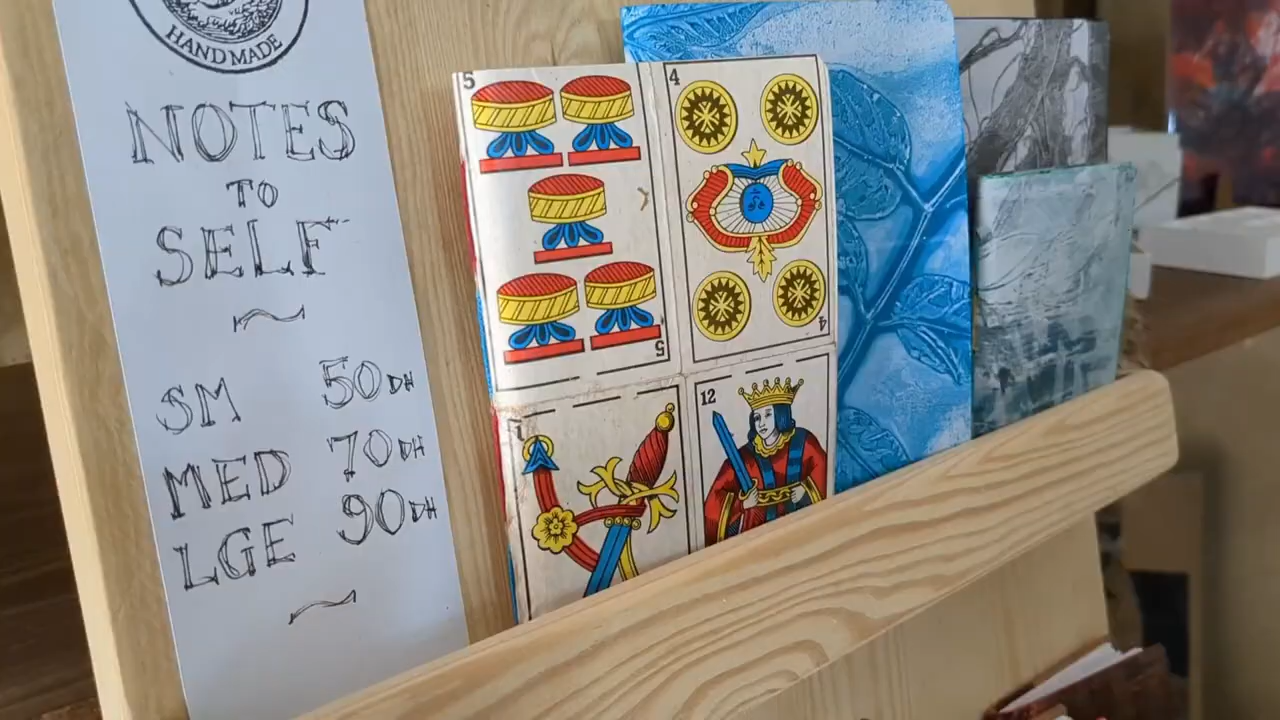 HANDMADE
NOTES
TO
SELF
~
SM 50DH
MED 70DH
LGE 90DH
~
5
5
4
4
12